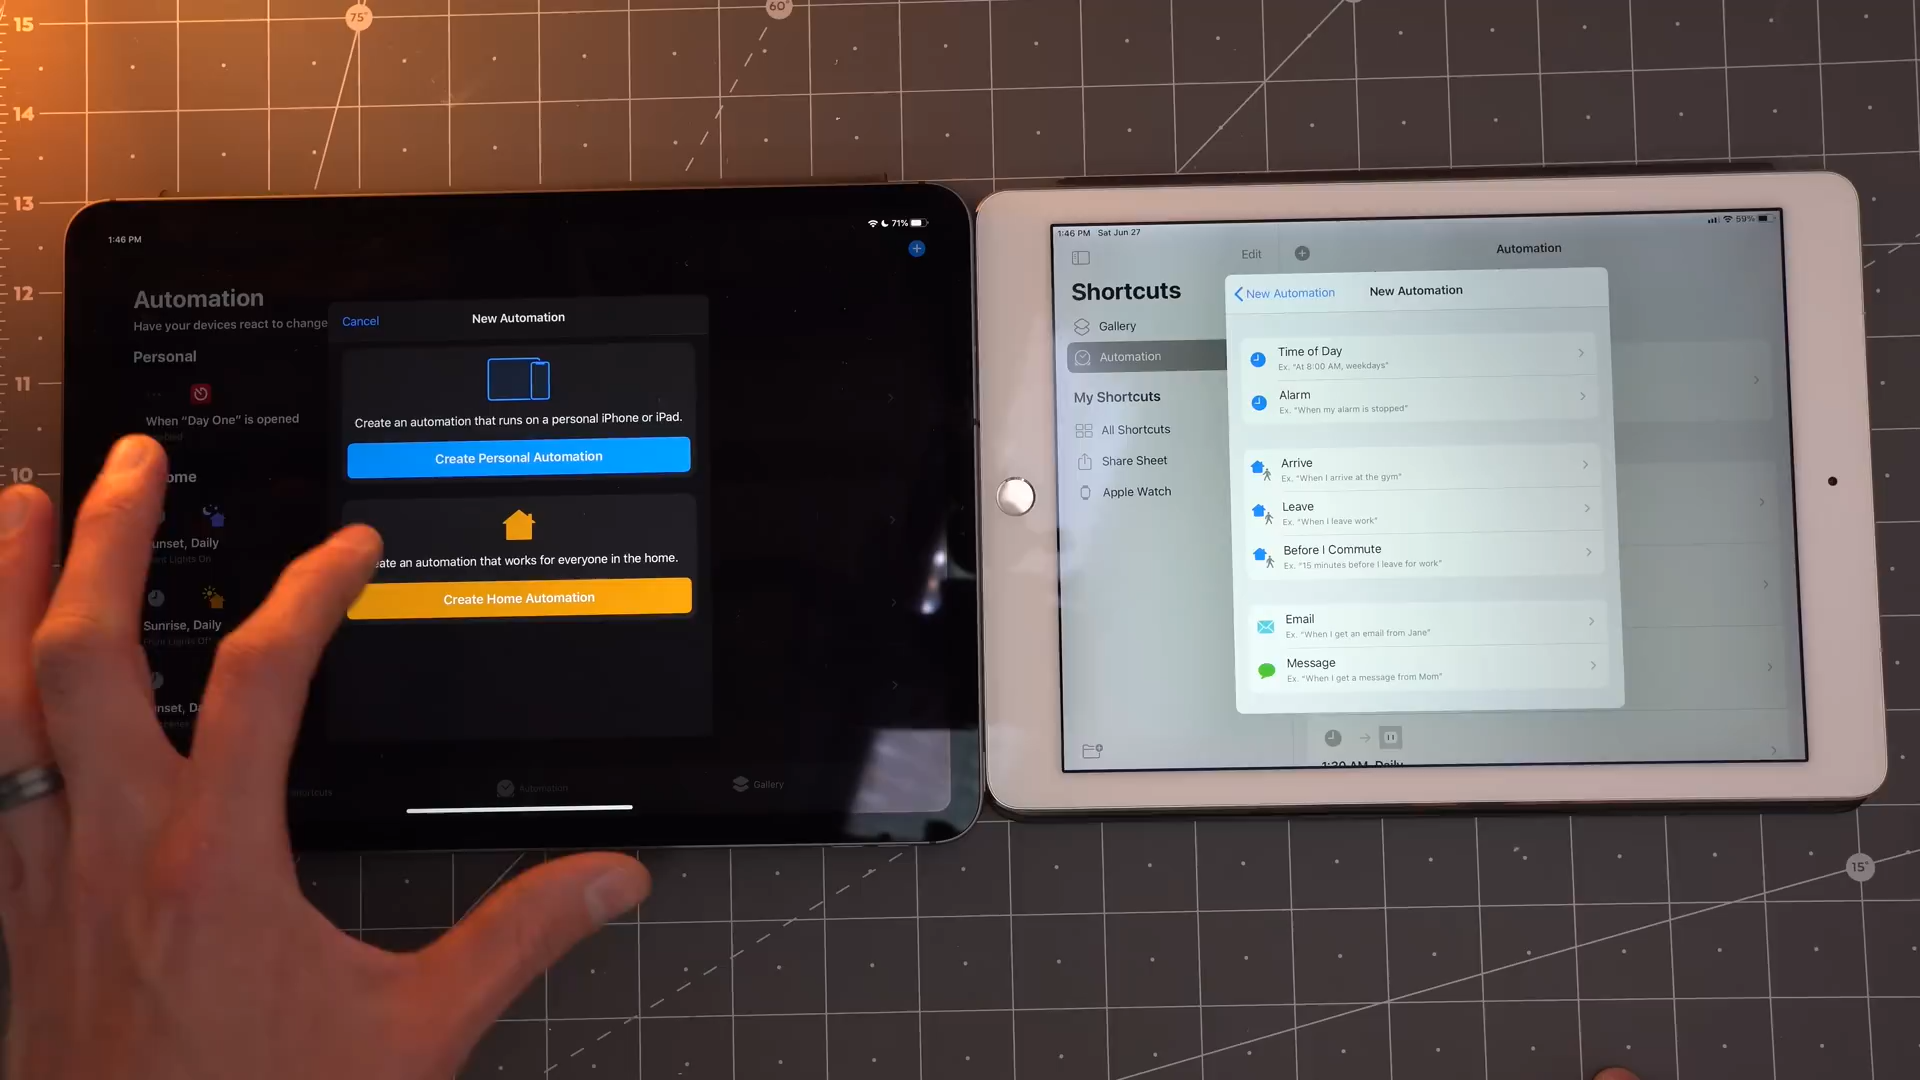 15
75°
60°
14
13
12
11
10
1:46 PM
71%
Automation
Have your devices react to change
Personal
When “Day One” is opened
ome
unset, Daily
Sunrise, Daily
unset, Da
Cancel
New Automation
Create an automation that runs on a personal iPhone or iPad.
Create Personal Automation
ate an automation that works for everyone in the home.
Create Home Automation
Automation
Gallery
1:46 PM Sat Jun 27
59%
Edit
Automation
Shortcuts
Gallery
Automation
My Shortcuts
All Shortcuts
Share Sheet
Apple Watch
New Automation
New Automation
Time of Day
Ex. “At 8:00 AM, weekdays”
Alarm
Ex. “When my alarm is stopped”
Arrive
Ex. “When I arrive at the gym”
Leave
Ex. “When I leave work”
Before I Commute
Ex. “15 minutes before I leave for work”
Email
Ex. “When I get an email from Jane”
Message
Ex. “When I get a message from Mom”
1:30 AM, Daily
15°